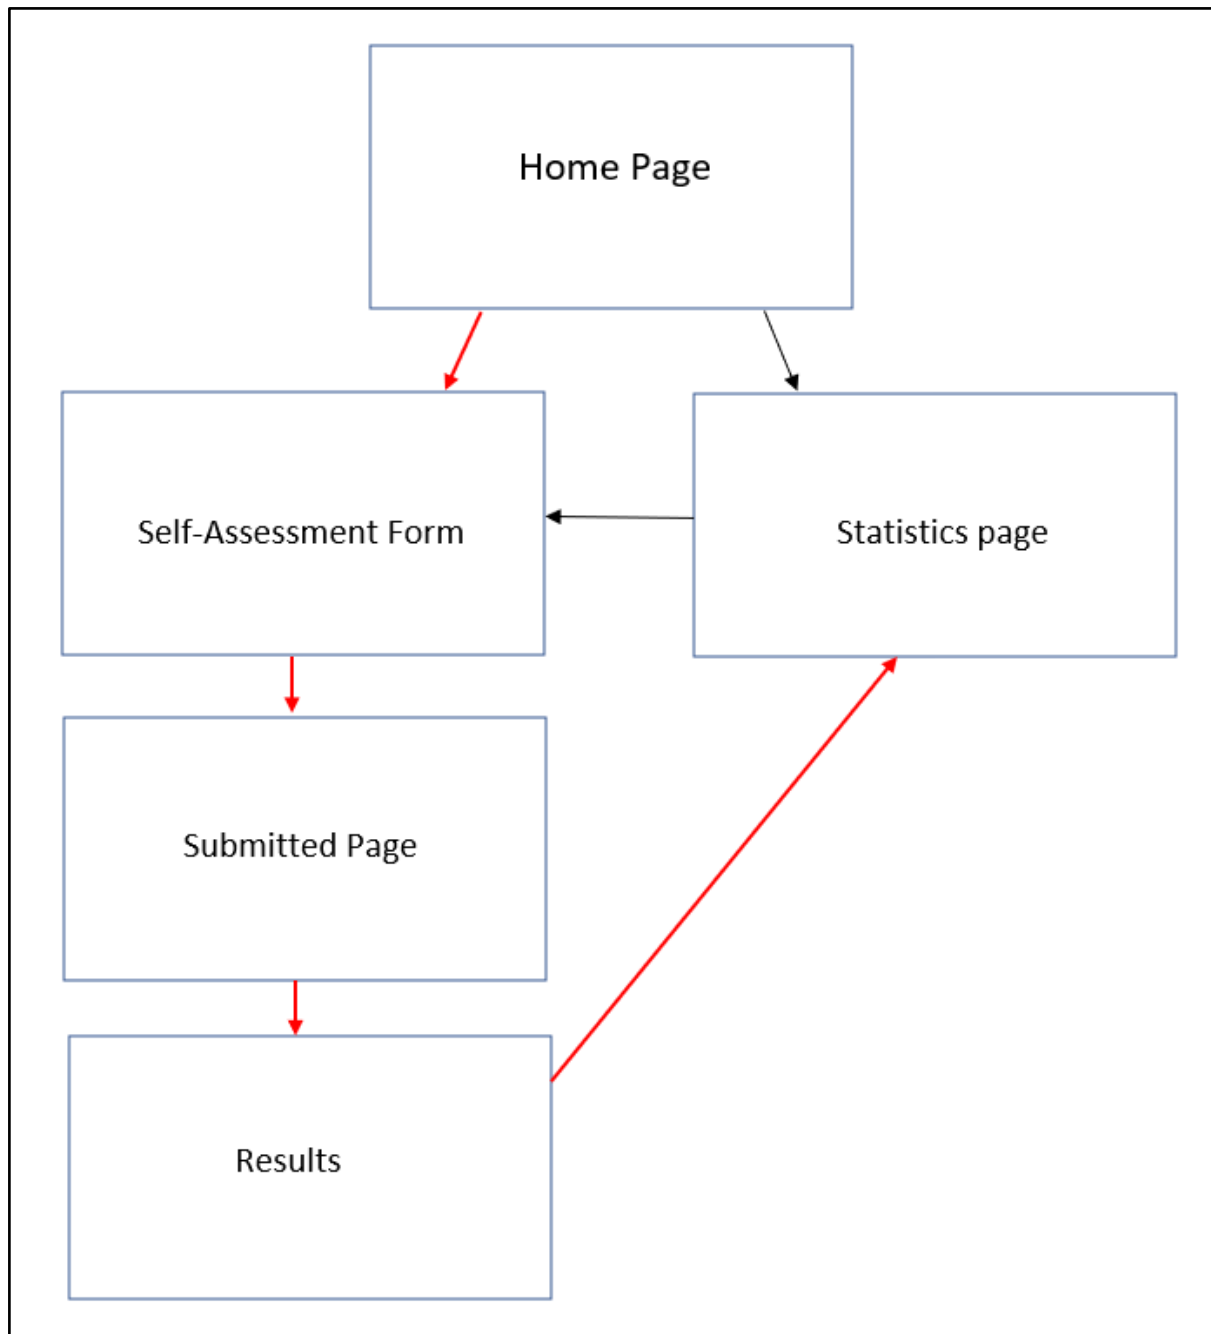 Home Page
Self-Assessment Form
Statistics page
Submitted Page
Results